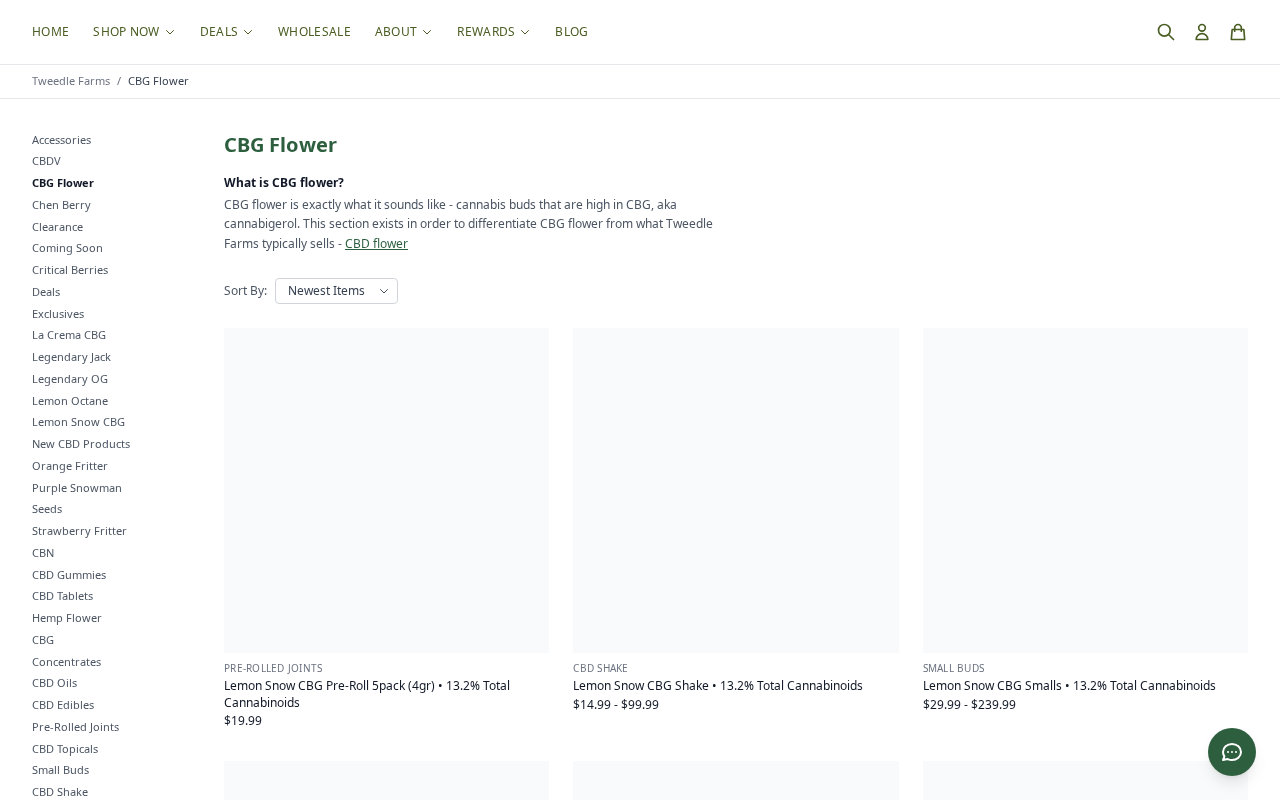 HOME SHOP NOW DEALS WHOLESALE ABOUT REWARDS BLOG
Tweedle Farms / CBG Flower
Accessories
CBDV
CBG Flower
Chen Berry
Clearance
Coming Soon
Critical Berries
Deals
Exclusives
La Crema CBG
Legendary Jack
Legendary OG
Lemon Octane
Lemon Snow CBG
New CBD Products
Orange Fritter
Purple Snowman
Seeds
Strawberry Fritter
CBN
CBD Gummies
CBD Tablets
Hemp Flower
CBG
Concentrates
CBD Oils
CBD Edibles
Pre-Rolled Joints
CBD Topicals
Small Buds
CBD Shake
CBG Flower
What is CBG flower?
CBG flower is exactly what it sounds like - cannabis buds that are high in CBG, aka
cannabigerol. This section exists in order to differentiate CBG flower from what Tweedle
Farms typically sells - CBD flower
Sort By: Newest Items
PRE-ROLLED JOINTS
Lemon Snow CBG Pre-Roll 5pack (4gr) • 13.2% Total
Cannabinoids
$19.99
CBD SHAKE
Lemon Snow CBG Shake • 13.2% Total Cannabinoids
$14.99 - $99.99
SMALL BUDS
Lemon Snow CBG Smalls • 13.2% Total Cannabinoids
$29.99 - $239.99